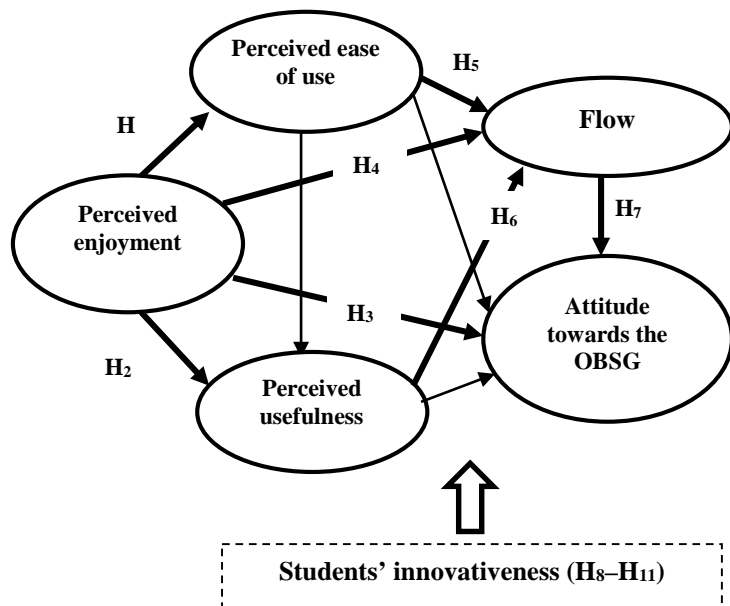 Perceived ease
of use
H₅
Flow
H
H₄
Perceived
enjoyment
H₆
H₇
H₃
Attitude
towards the
OBSG
H₂
Perceived
usefulness
Students’ innovativeness (H₈–H₁₁)